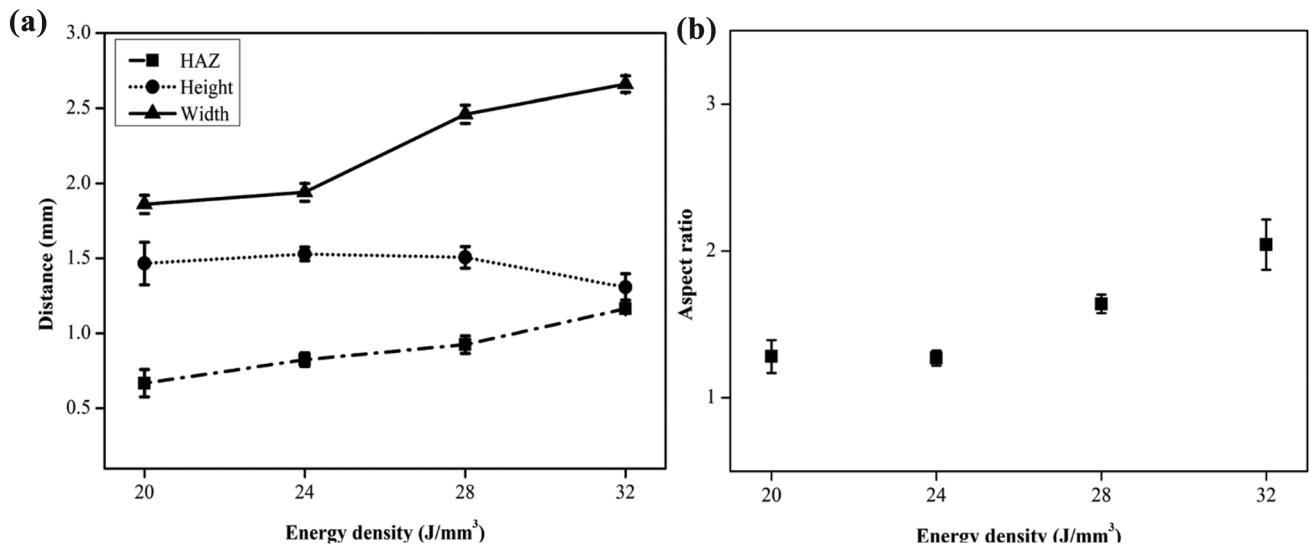 (a)
3.0
2.5
2.0
1.5
1.0
0.5
Distance (mm)
HAZ
Height
Width
20 24 28 32
Energy density (J/mm³)
(b)
3
2
1
Aspect ratio
20 24 28 32
Energy density (J/mm³)